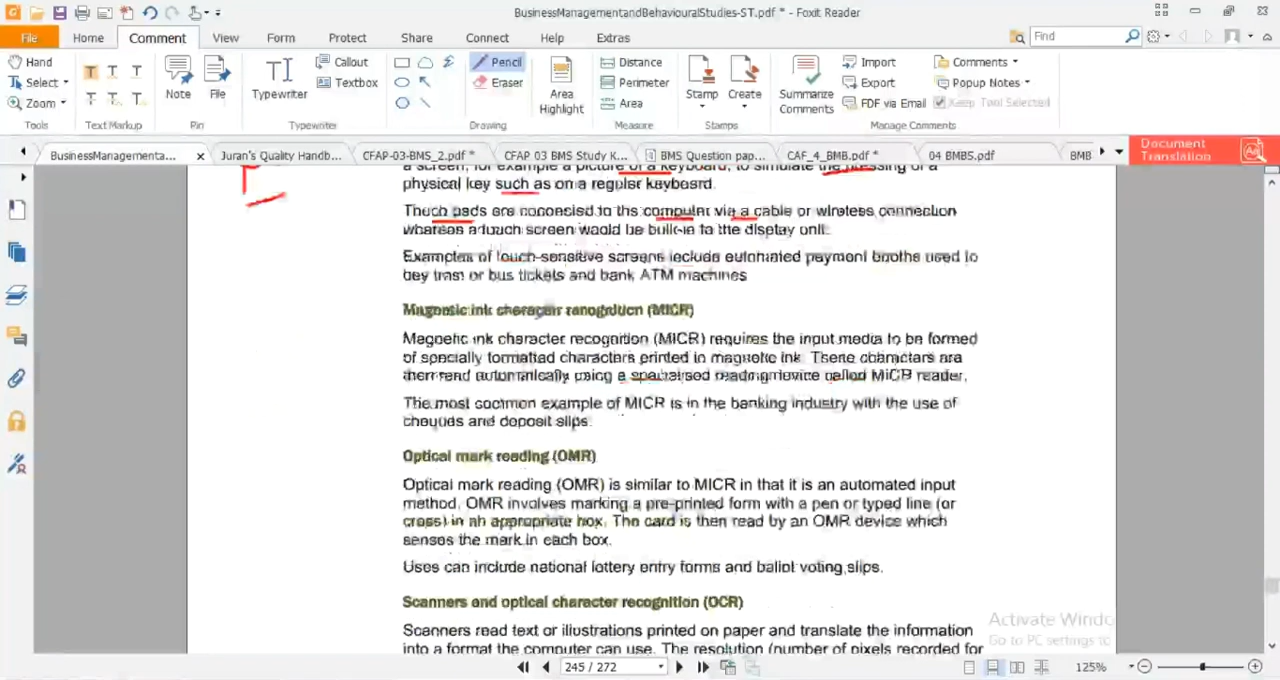 BusinessManagementandBehaviouralStudies-ST.pdf * - Foxit Reader
File Home Comment View Form Protect Share Connect Help Extras Find
Hand Select Zoom Tools
Text Markup
Note File Pin
Typewriter Callout Textbox Typewriter
Pencil Eraser Area Highlight Drawing
Distance Perimeter Area Measure
Stamp Create Stamps
Summarize Comments Import Export FDF via Email Comments Popup Notes Keep Tool Selected Manage Comments
BusinessManagementa... Juran's Quality Handb... CFAP-03-BMS_2.pdf * CFAP 03 BMS Study K... BMS Question pap... CAF_4_BMB.pdf * 04 BMBS.pdf BMB Document Translation
a screen, for example a picture of a keyboard, to simulate the pressing of a
physical key such as on a regular keyboard.
pads are to the via a cable or wireless connection
a touch screen would be built-in to the display unit.
Examples of touch-sensitive screens include automated payment booths used to
buy train or bus tickets and bank ATM machines
Magnetic ink character recognition (MICR)
Magnetic ink character recognition (MICR) requires the input media to be formed
of specially formatted characters printed in magnetic ink. These characters are
then read automatically using a specialised reading device called MICR reader.
The most common example of MICR is in the banking industry with the use of
cheques and deposit slips.
Optical mark reading (OMR)
Optical mark reading (OMR) is similar to MICR in that it is an automated input
method. OMR involves marking a pre-printed form with a pen or typed line (or
cross) in an appropriate box. The card is then read by an OMR device which
senses the mark in each box.
Uses can include national lottery entry forms and ballot voting slips.
Scanners and optical character recognition (OCR)
Scanners read text or illustrations printed on paper and translate the information
into a format the computer can use. The resolution (number of pixels recorded for
Activate Windo
Go to PC settings to
245 / 272 125%